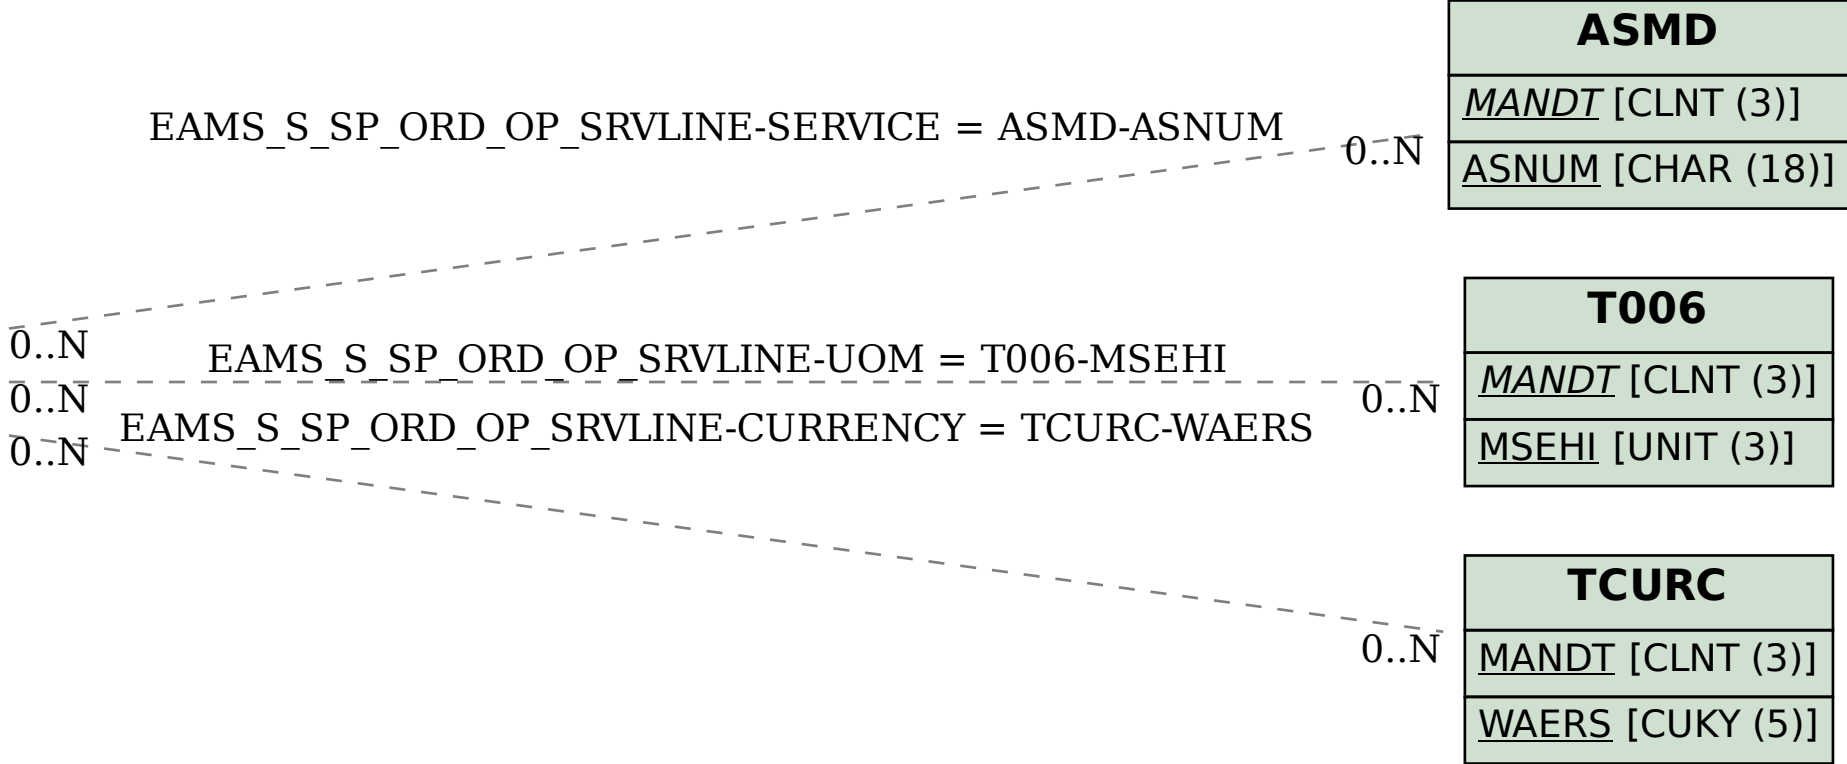 ASMD
MANDT [CLNT (3)]
EAMS_S_SP_ORD_OP_SRVLINE-SERVICE = ASMD-ASNUM
0..N
ASNUM [CHAR (18)]
T006
0..N
EAMS_S_SP_ORD_OP_SRVLINE-UOM = T006-MSEHI
MANDT [CLNT (3)]
0..N
0..N
EAMS_S_SP_ORD_OP_SRVLINE-CURRENCY = TCURC-WAERS
MSEHI [UNIT (3)]
0..N
TCURC
0..N
MANDT [CLNT (3)]
WAERS [CUKY (5)]